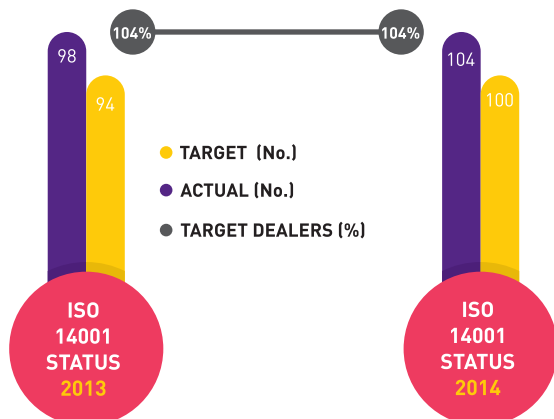 104%
104%
98
94
104
100
TARGET (No.)
ACTUAL (No.)
TARGET DEALERS (%)
ISO
14001
STATUS
2013
ISO
14001
STATUS
2014